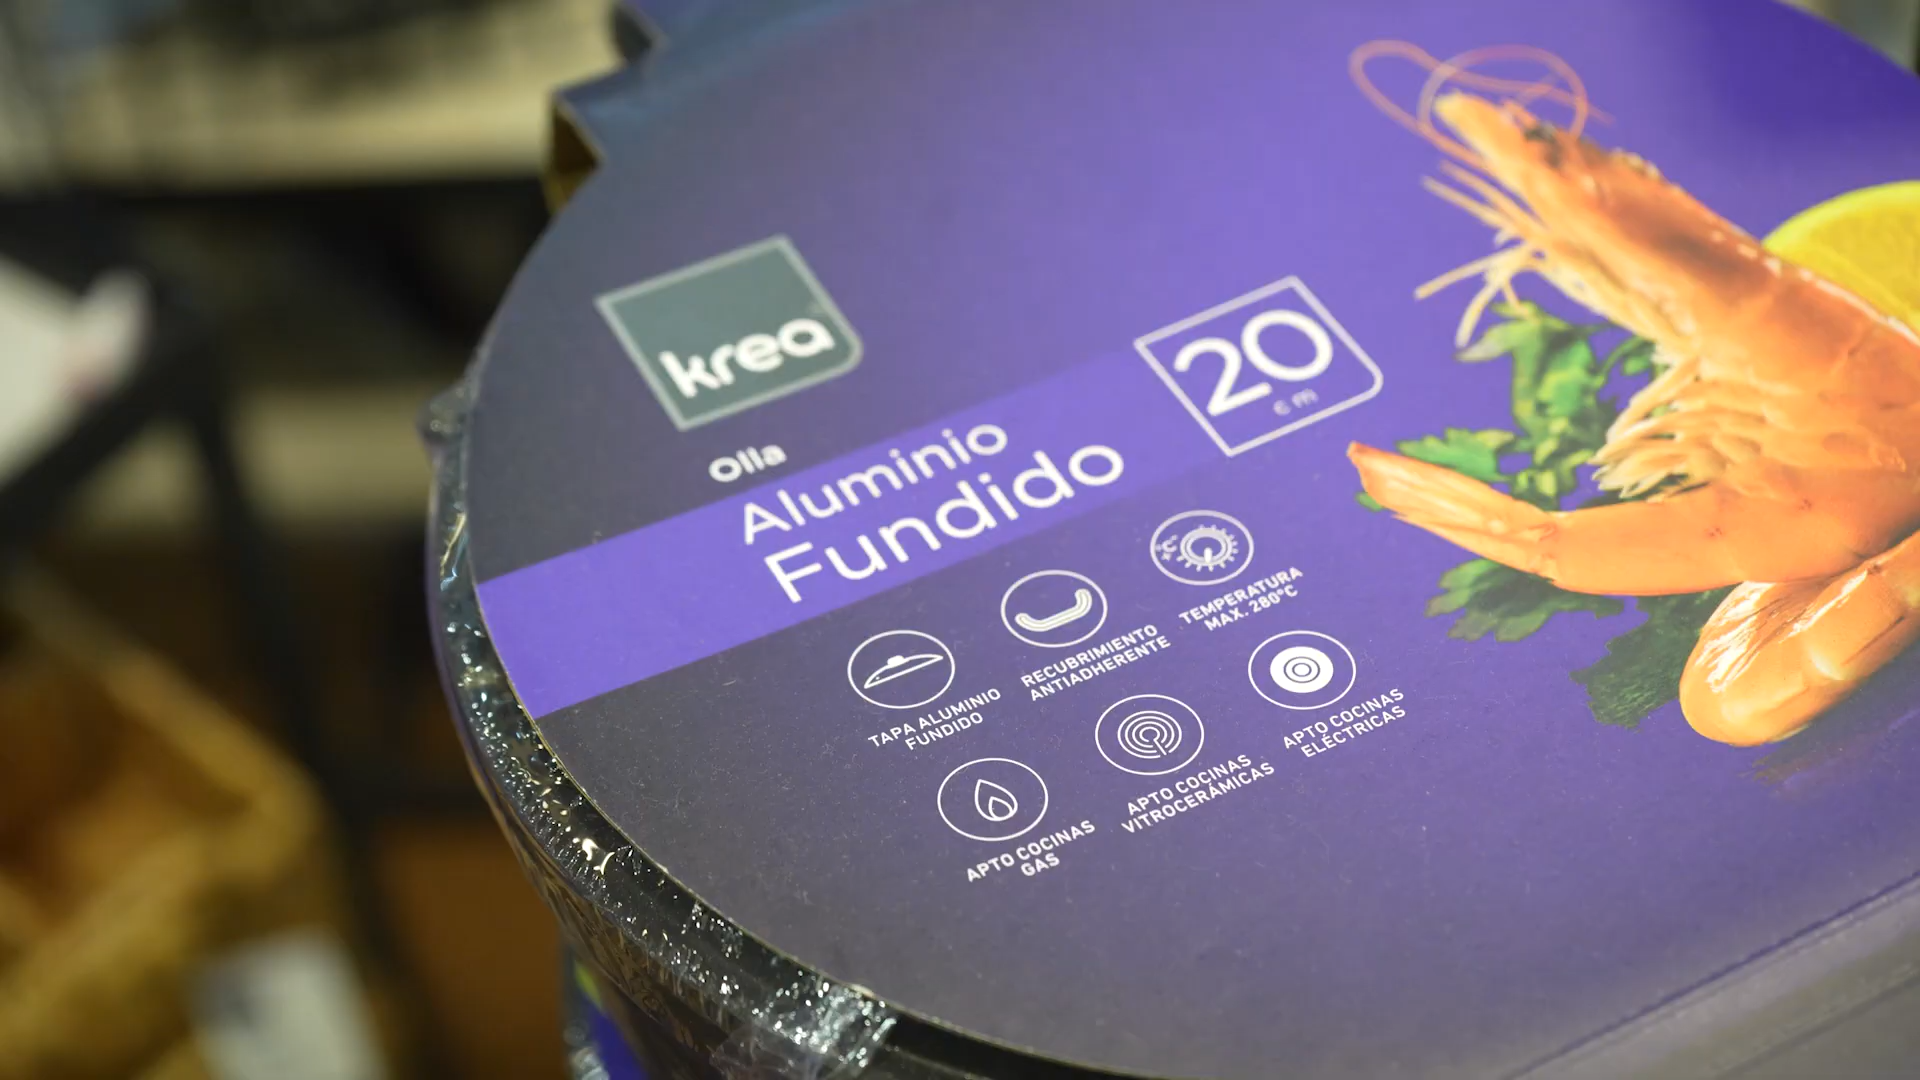 krea
20
cm
Olla
Aluminio
Fundido
°C
TEMPERATURA
MAX. 280°C
RECUBRIMIENTO
ANTIADHERENTE
TAPA ALUMINIO
FUNDIDO
APTO COCINAS
ELÉCTRICAS
APTO COCINAS
VITROCERÁMICAS
APTO COCINAS
GAS